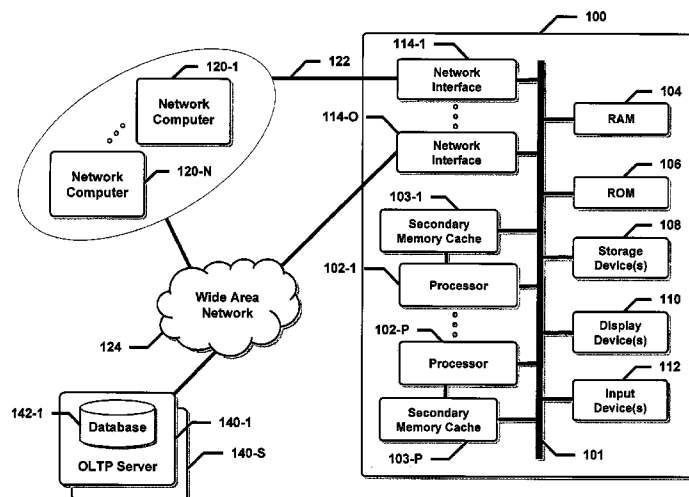 100
120-1
122
114-1
Network
Interface
Network
Computer
114-O
104
RAM
Network
Interface
120-N
Network
Computer
106
ROM
103-1
Secondary
Memory Cache
108
Storage
Device(s)
102-1
Processor
Wide Area
Network
110
Display
Device(s)
102-P
124
Processor
112
Input
Device(s)
142-1
Database
140-1
Secondary
Memory Cache
OLTP Server
140-S
103-P
101